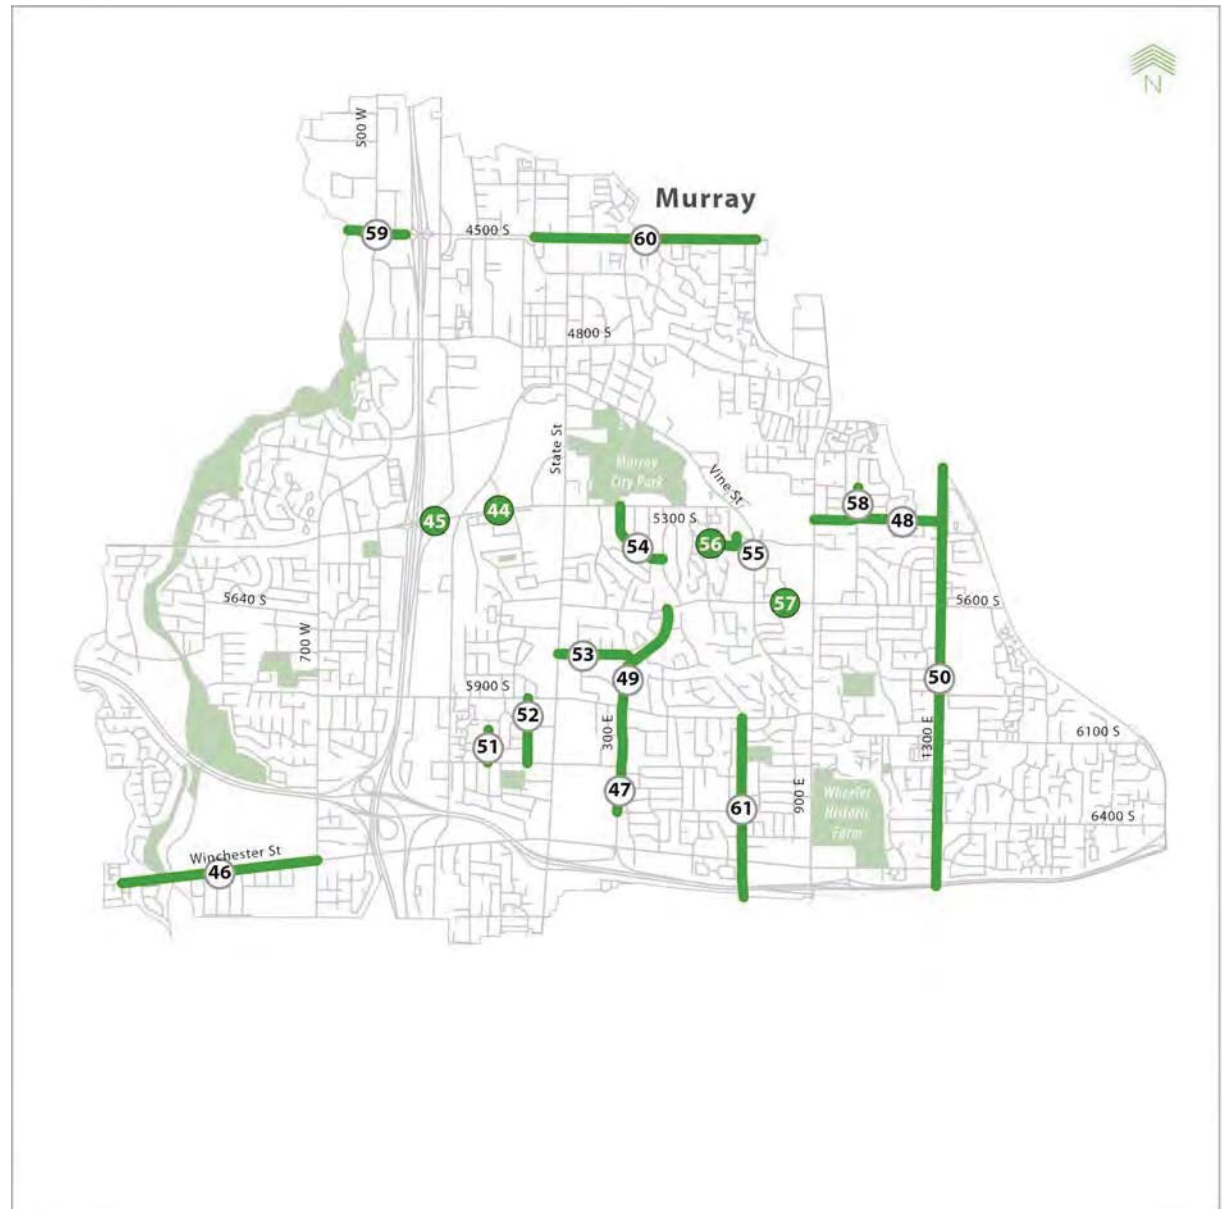 N
500 W
Murray
59
4500 S
60
4800 S
State St
Murray
City Park
Vine St
58
45
44
5300 S
48
54
56
55
5640 S
57
5600 S
700 W
53
49
50
5900 S
52
300 E
51
1300 E
6100 S
47
61
900 E
Wheeler
Historic
Farm
6400 S
Winchester St
46